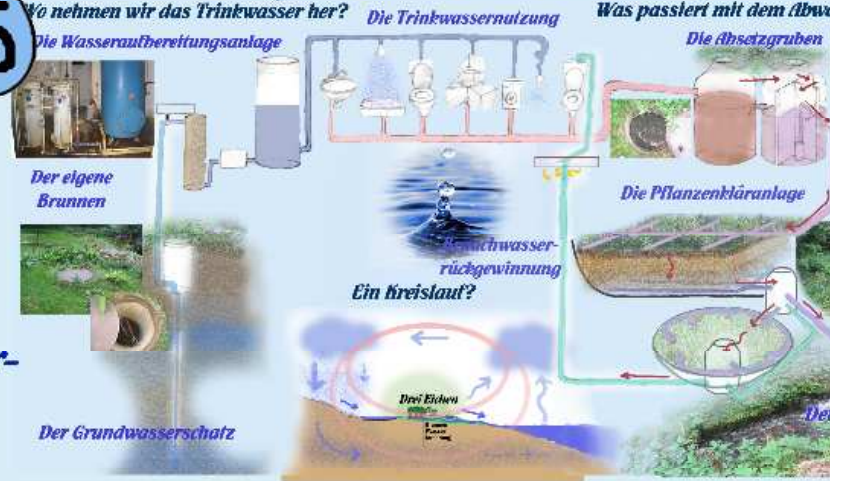 5
Wo nehmen wir das Trinkwasser her?
Die Wasseraufbereitungsanlage
Der eigene
Brunnen
Der Grundwasserschatz
Die Trinkwassernutzung
Brauchwasser-
rückgewinnung
Ein Kreislauf?
Drei Eichen
Was passiert mit dem Abw
Die Absetzgruben
Die Pflanzenkläranlage